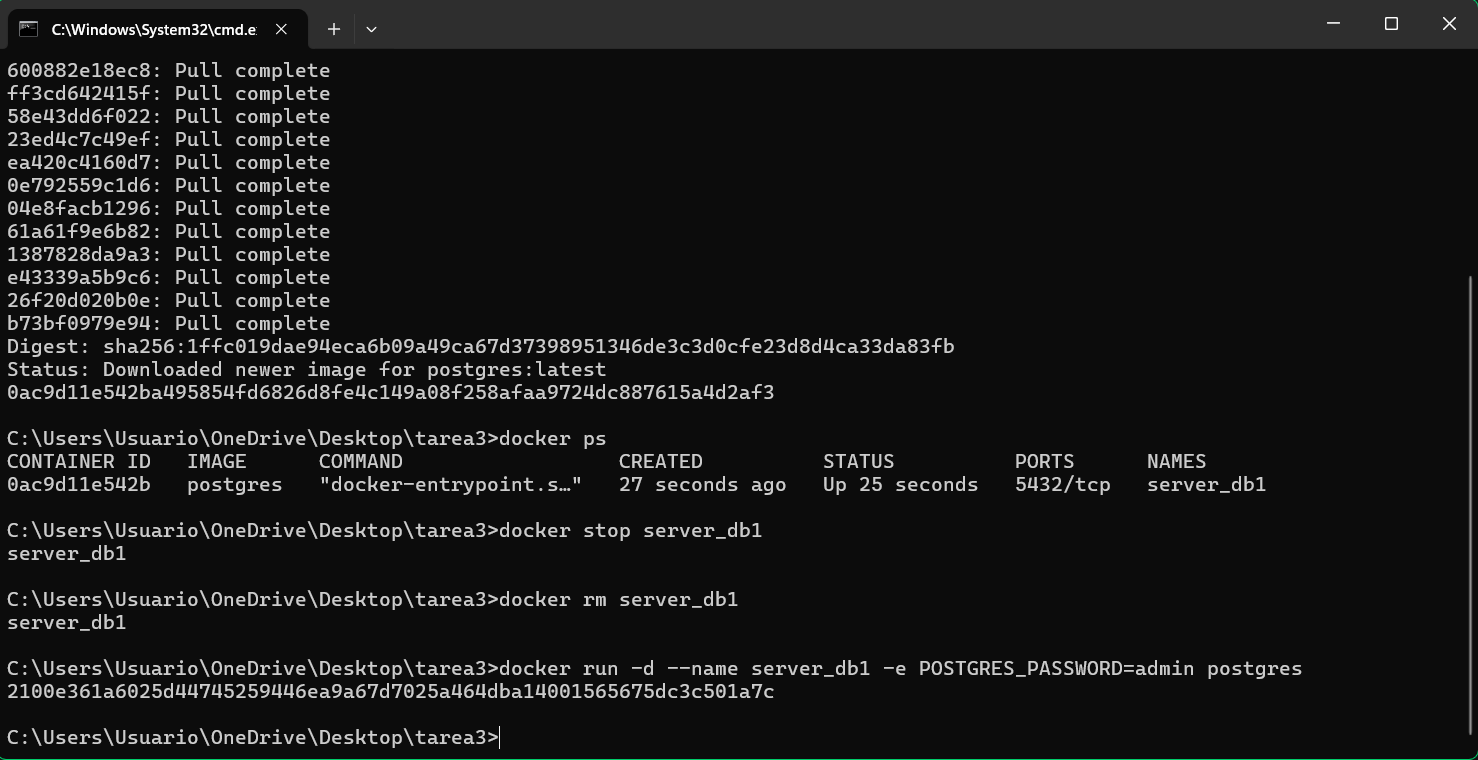 C:\Windows\System32\cmd.e
600882e18ec8: Pull complete
ff3cd642415f: Pull complete
58e43dd6f022: Pull complete
23ed4c7c49ef: Pull complete
ea420c4160d7: Pull complete
0e792559c1d6: Pull complete
04e8facb1296: Pull complete
61a61f9e6b82: Pull complete
1387828da9a3: Pull complete
e43339a5b9c6: Pull complete
26f20d020b0e: Pull complete
b73bf0979e94: Pull complete
Digest: sha256:1ffc019dae94eca6b09a49ca67d37398951346de3c3d0cfe23d8d4ca33da83fb
Status: Downloaded newer image for postgres:latest
0ac9d11e542ba495854fd6826d8fe4c149a08f258afaa9724dc887615a4d2af3
C:\Users\Usuario\OneDrive\Desktop\tarea3>docker ps
CONTAINER ID   IMAGE      COMMAND                  CREATED          STATUS          PORTS      NAMES
0ac9d11e542b   postgres   "docker-entrypoint.s…"   27 seconds ago   Up 25 seconds   5432/tcp   server_db1
C:\Users\Usuario\OneDrive\Desktop\tarea3>docker stop server_db1
server_db1
C:\Users\Usuario\OneDrive\Desktop\tarea3>docker rm server_db1
server_db1
C:\Users\Usuario\OneDrive\Desktop\tarea3>docker run -d --name server_db1 -e POSTGRES_PASSWORD=admin postgres
2100e361a6025d44745259446ea9a67d7025a464dba14001565675dc3c501a7c
C:\Users\Usuario\OneDrive\Desktop\tarea3>